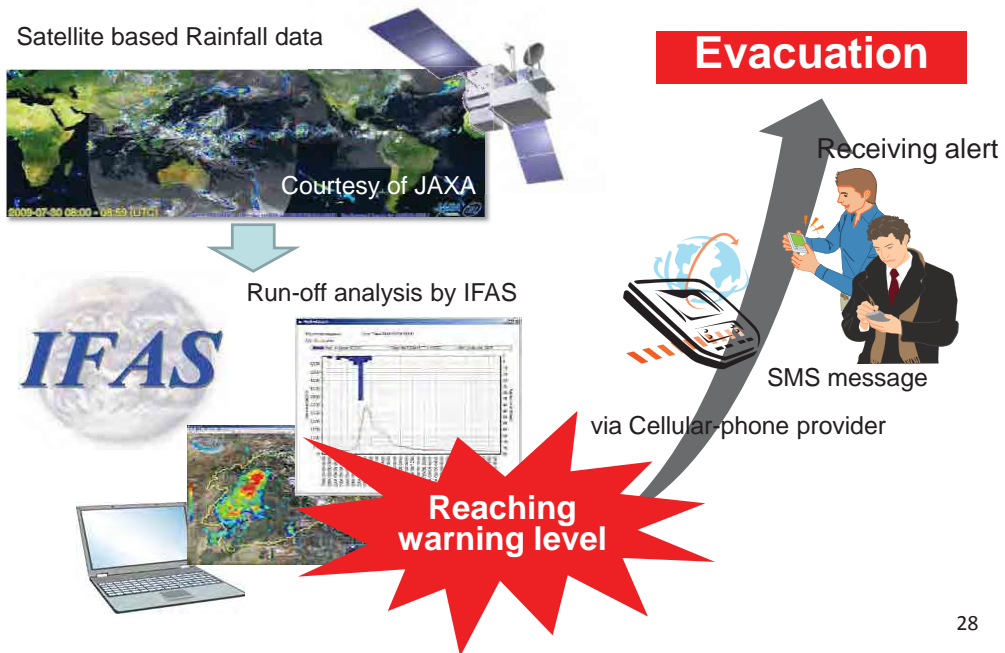 Satellite based Rainfall data
Courtesy of JAXA
2009-07-30 08:00 - 08:59 (UTC)
IFAS
Run-off analysis by IFAS
Reaching
warning level
Evacuation
Receiving alert
SMS message
via Cellular-phone provider
28